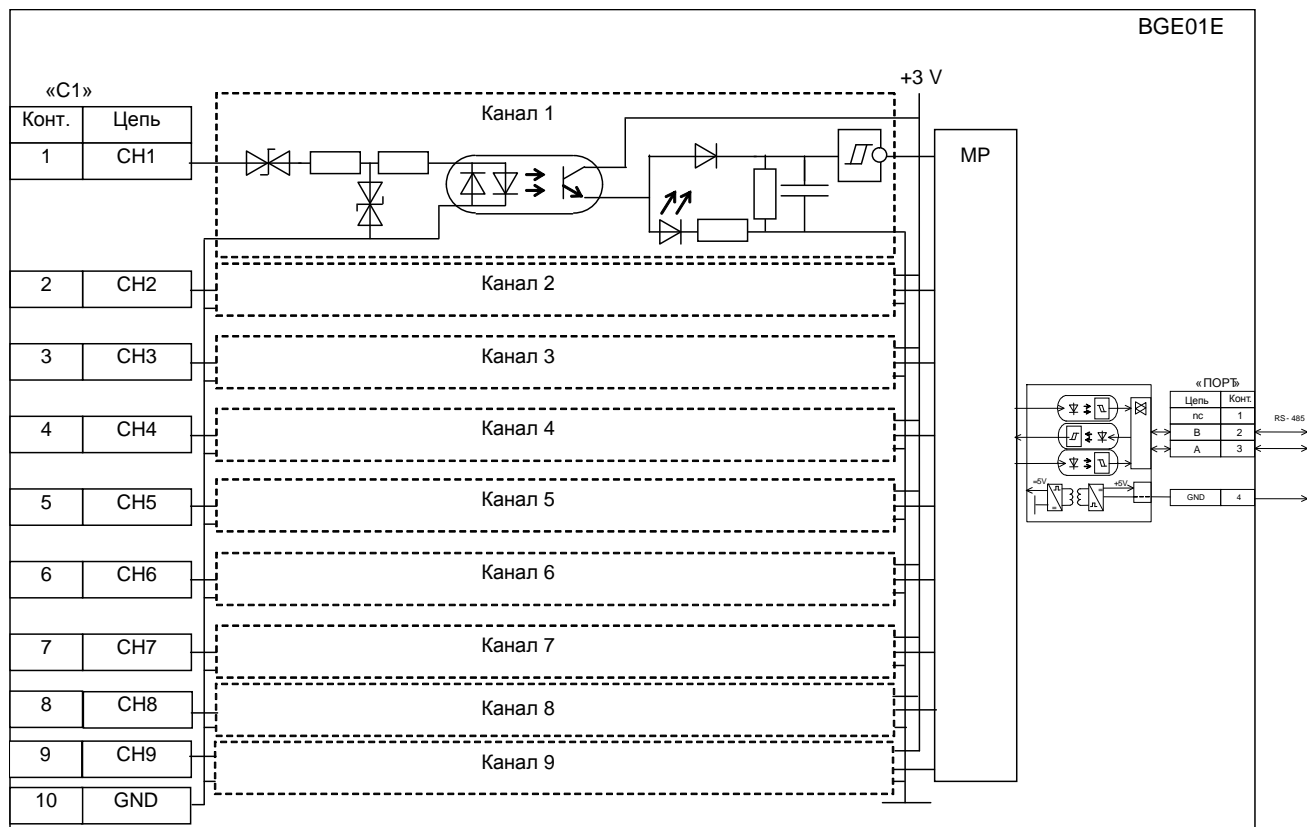 BGE01E
+3 V
«С1»
Конт. Цепь
1 CH1
Канал 1
MP
2 CH2
Канал 2
3 CH3
Канал 3
4 CH4
Канал 4
5 CH5
Канал 5
6 CH6
Канал 6
7 CH7
Канал 7
8 CH8
Канал 8
9 CH9
Канал 9
10 GND
«ПОРТ»
Цепь Конт.
nc 1
B 2
A 3
GND 4
RS-485
=5V
+5V